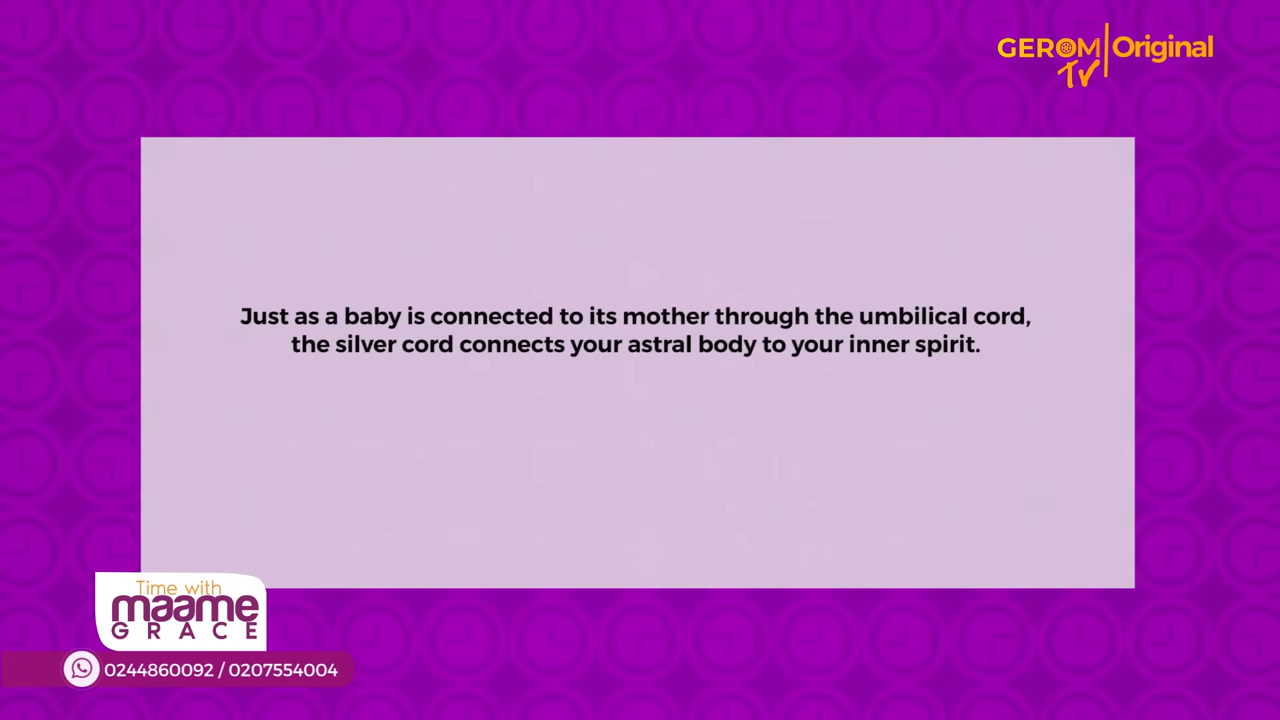 GEROM
TV
Original
Just as a baby is connected to its mother through the umbilical cord,
the silver cord connects your astral body to your inner spirit.
Time with
maame
GRACE
0244860092 / 0207554004